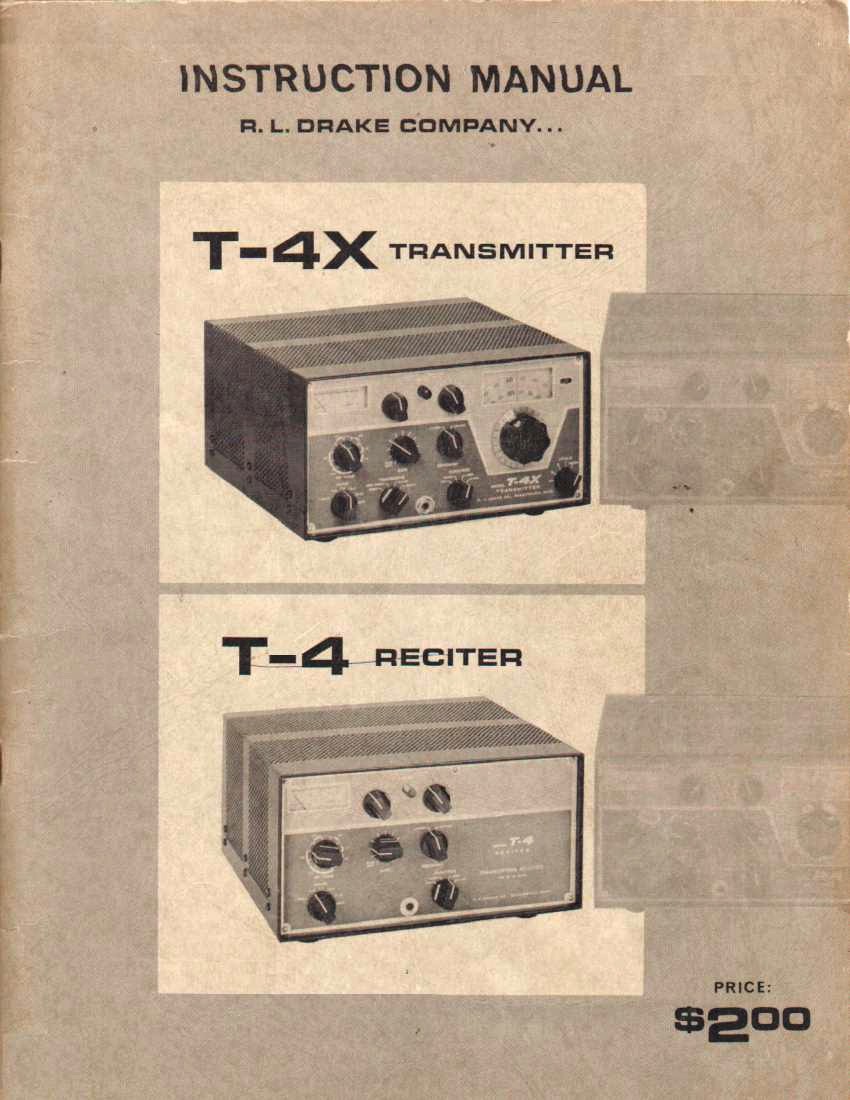 INSTRUCTION MANUAL
R. L. DRAKE COMPANY...
T-4X TRANSMITTER
T-4X
TRANSMITTER
T-4 RECITER
T-4
RECITER
PRICE:
$2.00